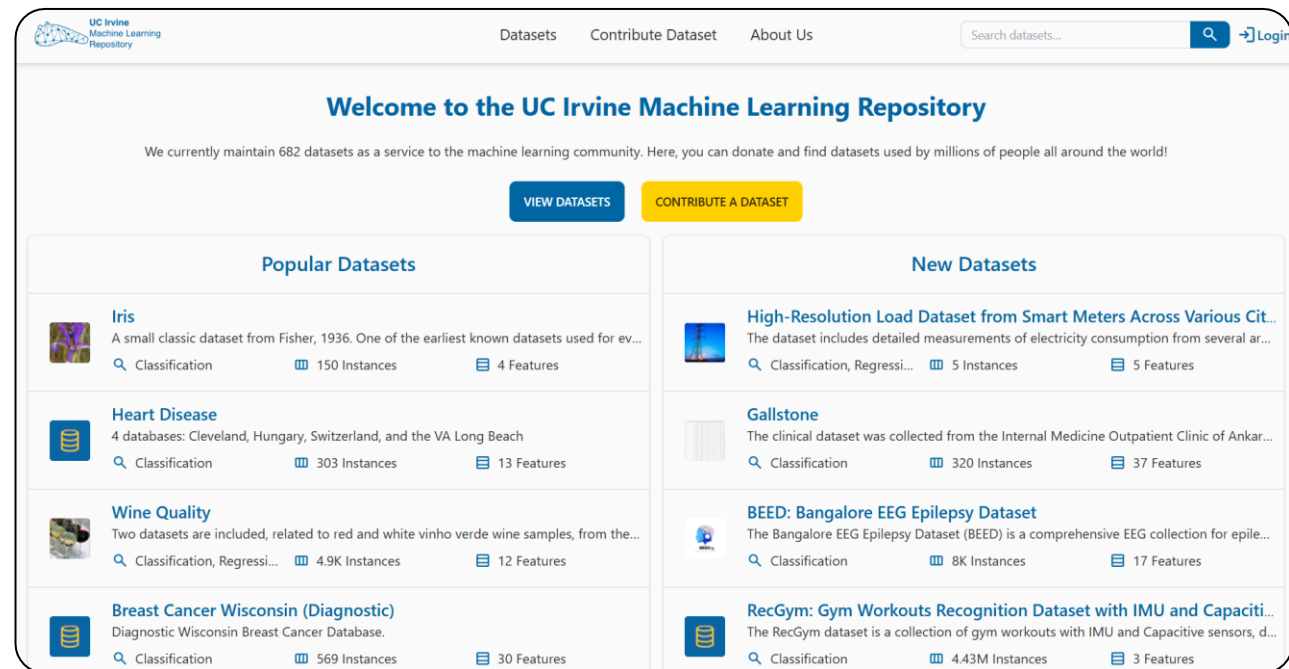 UC Irvine
Machine Learning
Repository
Datasets
Contribute Dataset
About Us
Search datasets...
Login
Welcome to the UC Irvine Machine Learning Repository
We currently maintain 682 datasets as a service to the machine learning community. Here, you can donate and find datasets used by millions of people all around the world!
VIEW DATASETS
CONTRIBUTE A DATASET
Popular Datasets
Iris
A small classic dataset from Fisher, 1936. One of the earliest known datasets used for ev...
Classification
150 Instances
4 Features
Heart Disease
4 databases: Cleveland, Hungary, Switzerland, and the VA Long Beach
Classification
303 Instances
13 Features
Wine Quality
Two datasets are included, related to red and white vinho verde wine samples, from the...
Classification, Regressi...
4.9K Instances
12 Features
Breast Cancer Wisconsin (Diagnostic)
Diagnostic Wisconsin Breast Cancer Database.
Classification
569 Instances
30 Features
New Datasets
High-Resolution Load Dataset from Smart Meters Across Various Cit...
The dataset includes detailed measurements of electricity consumption from several ar...
Classification, Regressi...
5 Instances
5 Features
Gallstone
The clinical dataset was collected from the Internal Medicine Outpatient Clinic of Ankar...
Classification
320 Instances
37 Features
BEED: Bangalore EEG Epilepsy Dataset
The Bangalore EEG Epilepsy Dataset (BEED) is a comprehensive EEG collection for epile...
Classification
8K Instances
17 Features
RecGym: Gym Workouts Recognition Dataset with IMU and Capaciti...
The RecGym dataset is a collection of gym workouts with IMU and Capacitive sensors, d...
Classification
4.43M Instances
3 Features